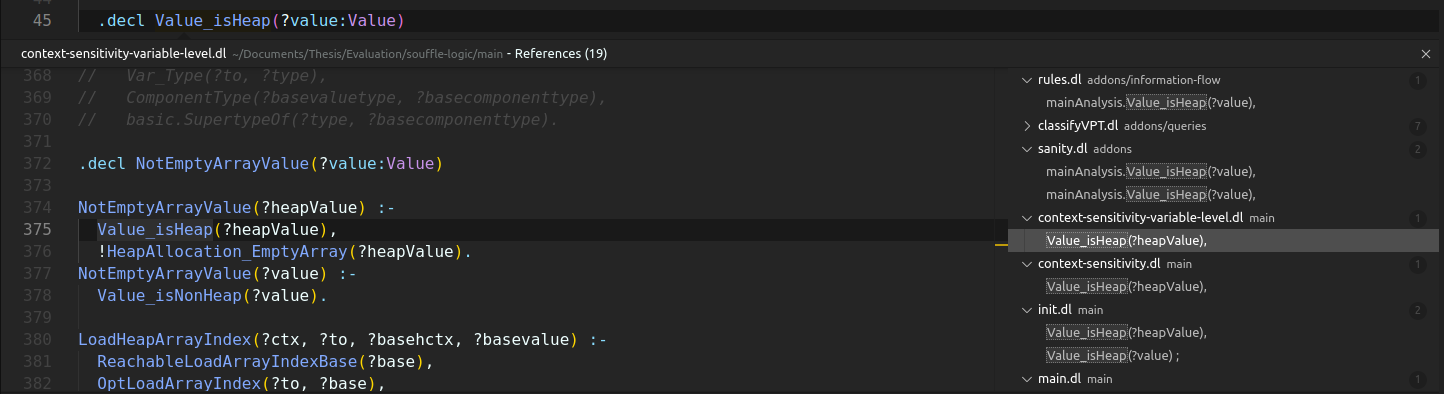 44
45 .decl Value_isHeap(?value:Value)
context-sensitivity-variable-level.dl ~/Documents/Thesis/Evaluation/souffle-logic/main - References (19)
368 // Var_Type(?to, ?type),
369 // ComponentType(?basevaluetype, ?basecomponenttype),
370 // basic.SupertypeOf(?type, ?basecomponenttype).
371
372 .decl NotEmptyArrayValue(?value:Value)
373
374 NotEmptyArrayValue(?heapValue) :-
375 Value_isHeap(?heapValue),
376 !HeapAllocation_EmptyArray(?heapValue).
377 NotEmptyArrayValue(?value) :-
378 Value_isNonHeap(?value).
379
380 LoadHeapArrayIndex(?ctx, ?to, ?basehctx, ?basevalue) :-
381 ReachableLoadArrayIndexBase(?base),
382 OptLoadArrayIndex(?to, ?base),
rules.dl addons/information-flow 1
mainAnalysis.Value_isHeap(?value),
classifyVPT.dl addons/queries 7
sanity.dl addons 2
mainAnalysis.Value_isHeap(?value),
mainAnalysis.Value_isHeap(?value),
context-sensitivity-variable-level.dl main 1
Value_isHeap(?heapValue),
context-sensitivity.dl main 1
Value_isHeap(?heapValue),
init.dl main 2
Value_isHeap(?heapValue),
Value_isHeap(?value) ;
main.dl main 1